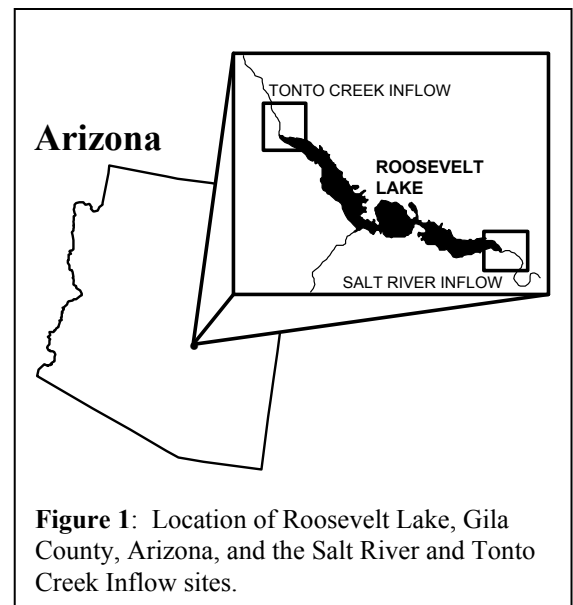 TONTO CREEK INFLOW
Arizona
ROOSEVELT
LAKE
SALT RIVER INFLOW
Figure 1:  Location of Roosevelt Lake, Gila
County, Arizona, and the Salt River and Tonto
Creek Inflow sites.